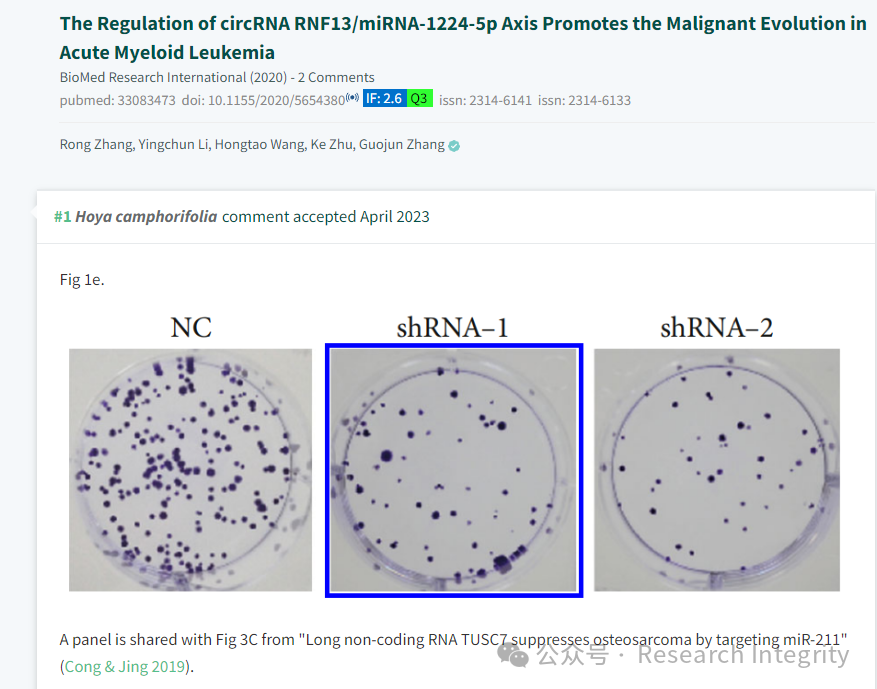 The Regulation of circRNA RNF13/miRNA-1224-5p Axis Promotes the Malignant Evolution in
Acute Myeloid Leukemia
BioMed Research International (2020) - 2 Comments
pubmed: 33083473 doi: 10.1155/2020/5654380 IF: 2.6 Q3 issn: 2314-6141 issn: 2314-6133
Rong Zhang, Yingchun Li, Hongtao Wang, Ke Zhu, Guojun Zhang
#1 Hoya camphorifolia comment accepted April 2023
Fig 1e.
NC shRNA-1 shRNA-2
A panel is shared with Fig 3C from "Long non-coding RNA TUSC7 suppresses osteosarcoma by targeting miR-211"
(Cong & Jing 2019).
公众号 · Research Integrity